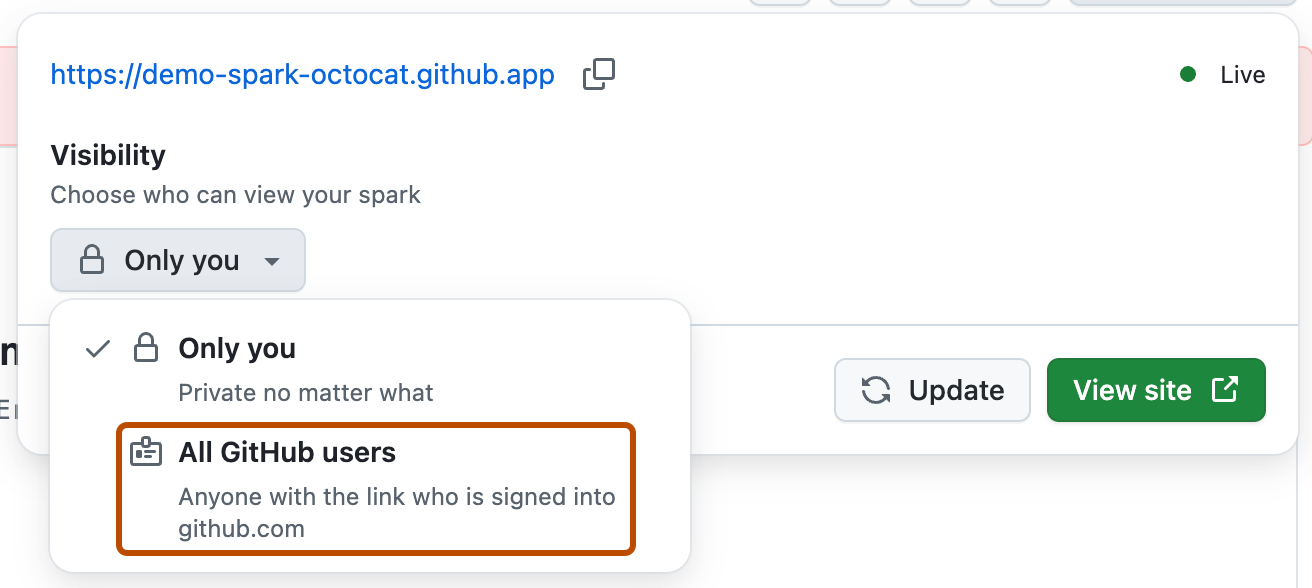 https://demo-spark-octocat.github.app
Live
Visibility
Choose who can view your spark
Only you
Only you
Private no matter what
Update
View site
All GitHub users
Anyone with the link who is signed into
github.com